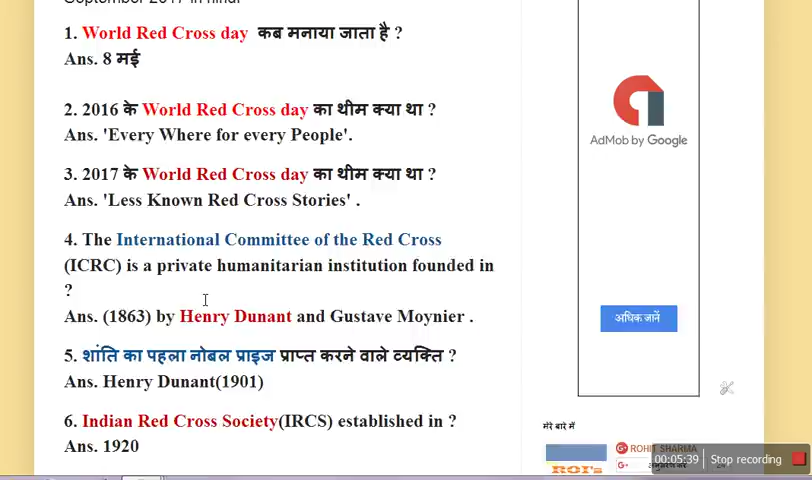 September 2017 in hindi
1. World Red Cross day कब मनाया जाता है ?
Ans. 8 मई
2. 2016 के World Red Cross day का थीम क्या था ?
Ans. 'Every Where for every People'.
3. 2017 के World Red Cross day का थीम क्या था ?
Ans. 'Less Known Red Cross Stories' .
4. The International Committee of the Red Cross
(ICRC) is a private humanitarian institution founded in
?
Ans. (1863) by Henry Dunant and Gustave Moynier .
5. शांति का पहला नोबल प्राइज प्राप्त करने वाले व्यक्ति ?
Ans. Henry Dunant(1901)
6. Indian Red Cross Society(IRCS) established in ?
Ans. 1920
AdMob by Google
अधिक जानें
मेरे बारे में
ROHIT SHARMA
00:05:39 Stop recording